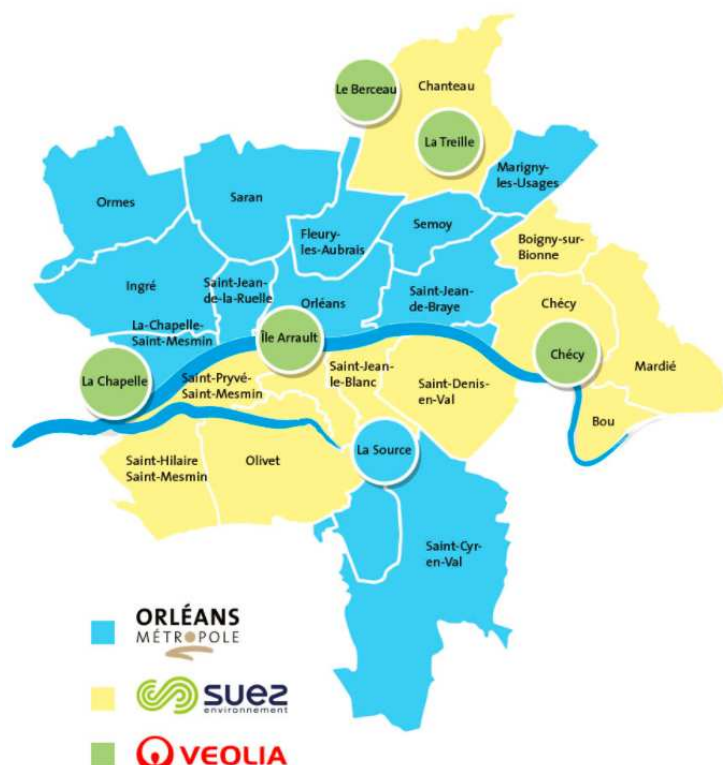 Le Berceau
Chanteau
La Treille
Marigny-
les-Usages
Ormes
Saran
Fleury-
les-Aubrais
Semoy
Boigny-sur-
Bionne
Ingré
Saint-Jean-
de-la-Ruelle
Orléans
Saint-Jean-
de-Braye
Chécy
La-Chapelle-
Saint-Mesmin
Île Arrault
Chécy
Mardié
La Chapelle
Saint-Pryvé-
Saint-Mesmin
Saint-Jean-
le-Blanc
Saint-Denis-
en-Val
Bou
Saint-Hilaire
Saint-Mesmin
Olivet
La Source
Saint-Cyr-
en-Val
ORLÉANS
MÉTROPOLE
suez
environnement
VEOLIA